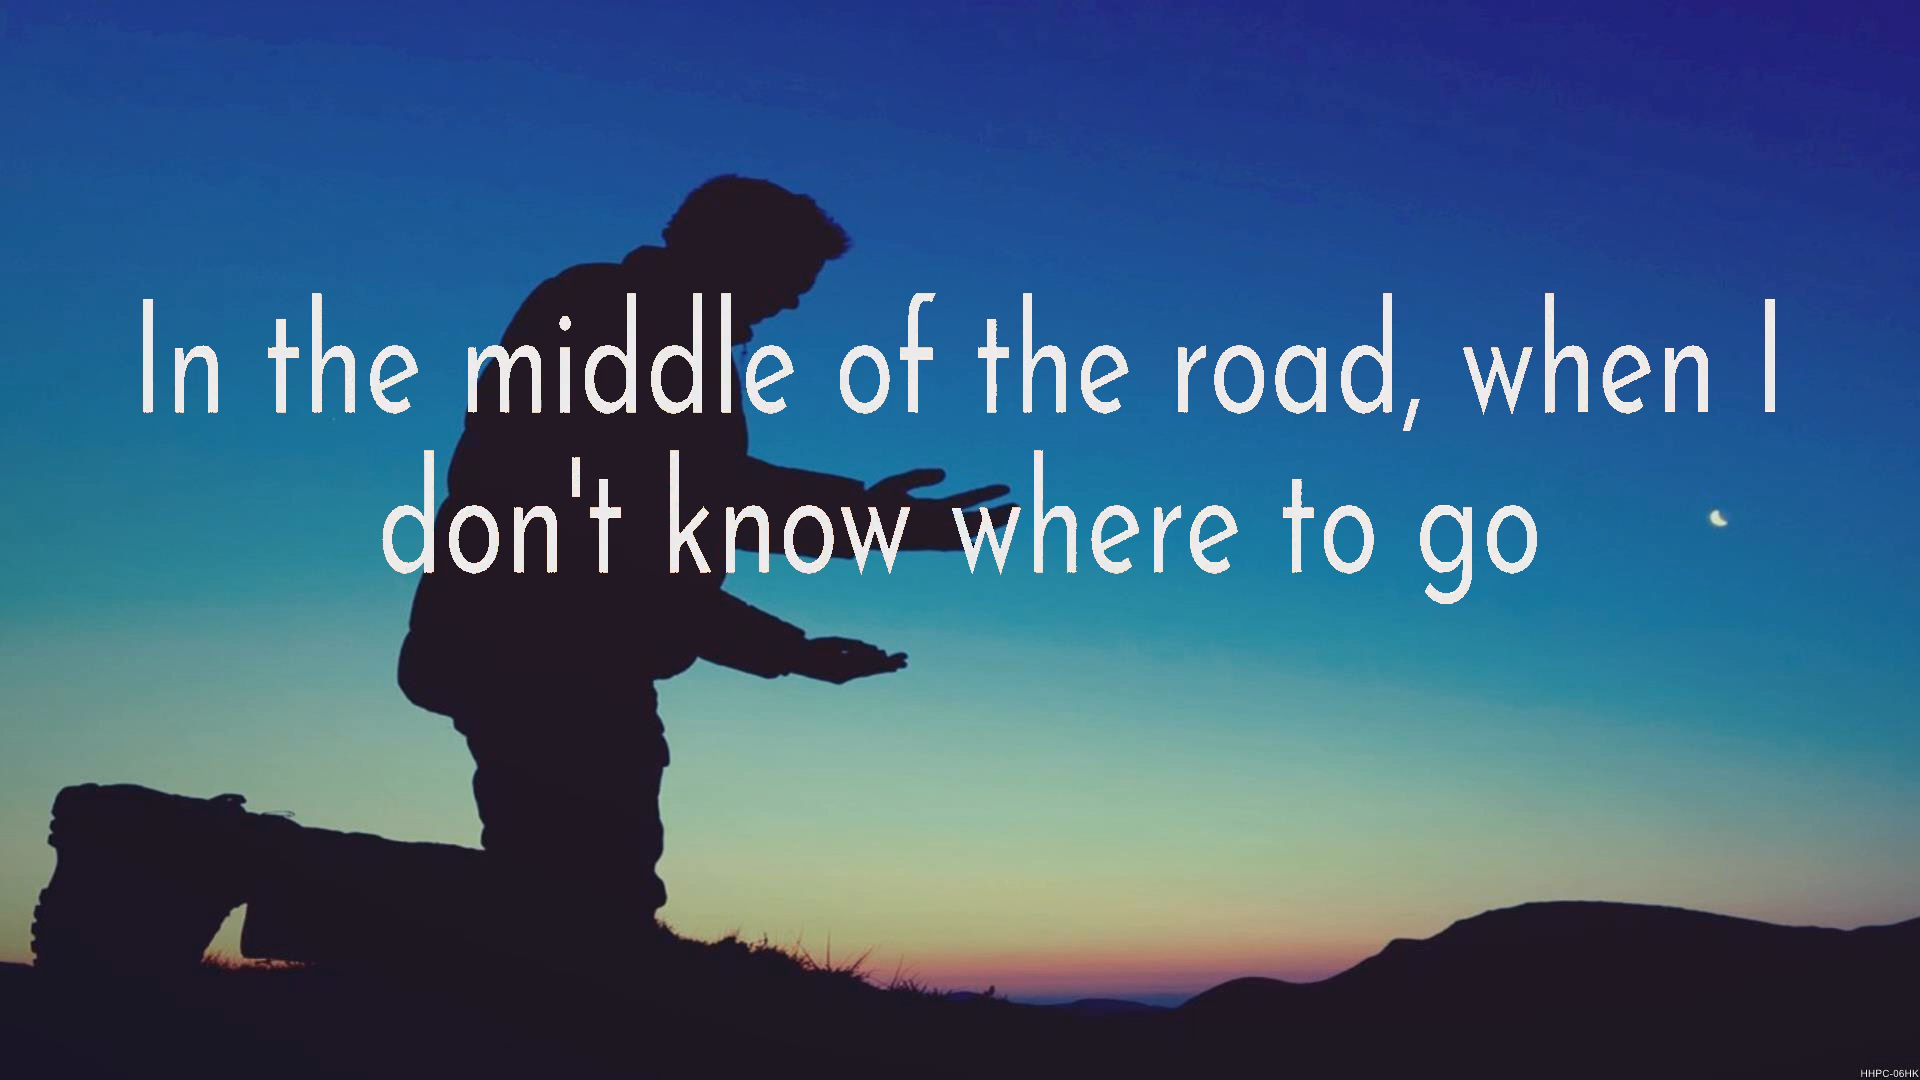 In the middle of the road, when I
don't know where to go
HHPC-06HK